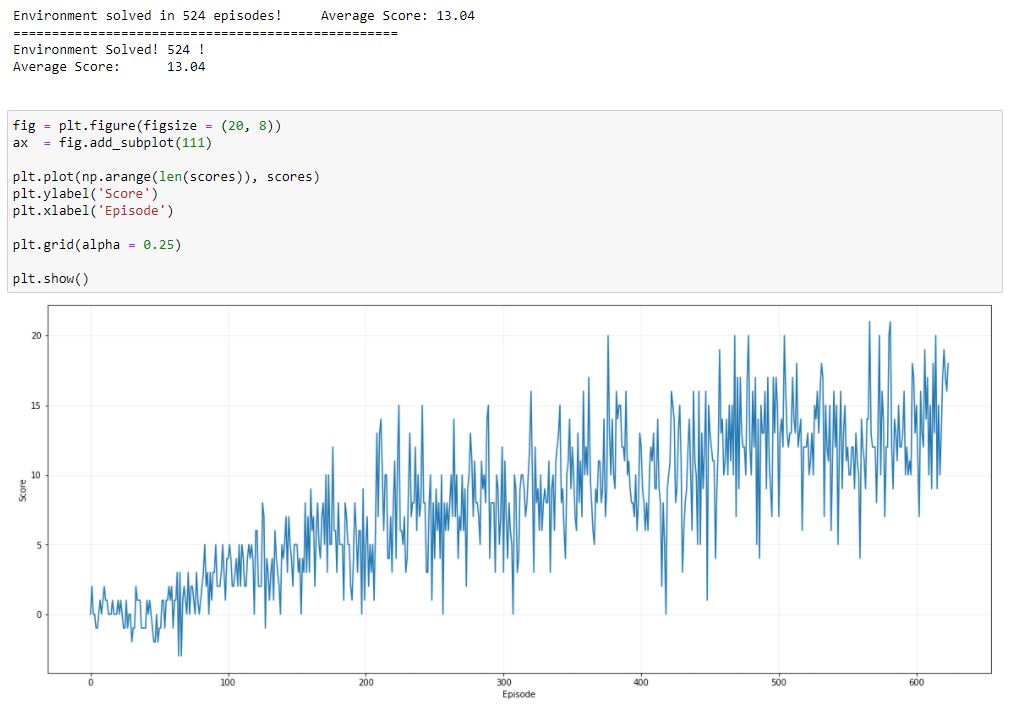 Environment solved in 524 episodes!     Average Score: 13.04
==================================================
Environment Solved! 524 !
Average Score:      13.04
fig = plt.figure(figsize = (20, 8))
ax  = fig.add_subplot(111)
plt.plot(np.arange(len(scores)), scores)
plt.ylabel('Score')
plt.xlabel('Episode')
plt.grid(alpha = 0.25)
plt.show()
20
15
10
5
0
Score
0 100 200 300 400 500 600
Episode